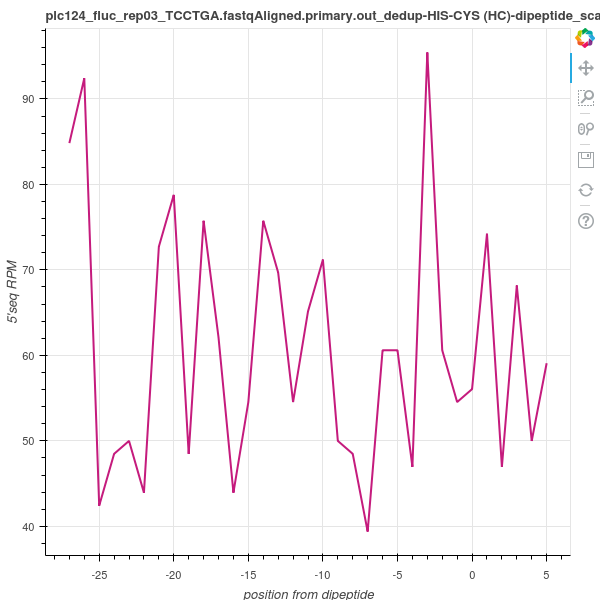 plc124_fluc_rep03_TCCTGA.fastqAligned.primary.out_dedup-HIS-CYS (HC)-dipeptide_sca
90
80
70
60
50
40
5'seq RPM
-25 -20 -15 -10 -5 0 5
position from dipeptide